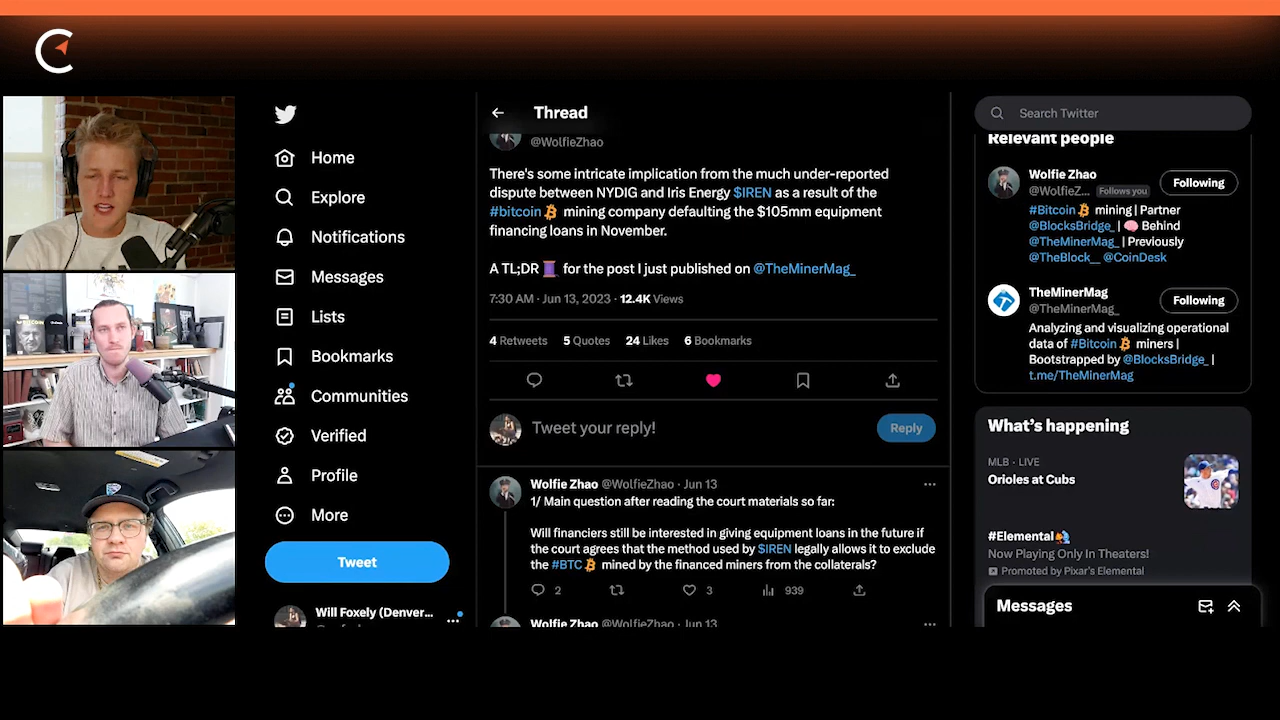 Home
Explore
Notifications
Messages
Lists
Bookmarks
Communities
Verified
Profile
More
Tweet
Will Foxely (Denver...
Thread
@WolfieZhao
There's some intricate implication from the much under-reported
dispute between NYDIG and Iris Energy $IREN as a result of the
#bitcoin mining company defaulting the $105mm equipment
financing loans in November.
A TL;DR 🧵 for the post I just published on @TheMinerMag_
7:30 AM · Jun 13, 2023 · 12.4K Views
4 Retweets 5 Quotes 24 Likes 6 Bookmarks
Tweet your reply!
Reply
Wolfie Zhao @WolfieZhao · Jun 13
1/ Main question after reading the court materials so far:
Will financiers still be interested in giving equipment loans in the future if
the court agrees that the method used by $IREN legally allows it to exclude
the #BTC mined by the financed miners from the collaterals?
2 3 939
Wolfie Zhao @WolfieZhao · Jun 13
Search Twitter
Relevant people
Wolfie Zhao
@WolfieZ... Follows you
Following
#Bitcoin mining | Partner
@BlocksBridge_ | 🧠 Behind
@TheMinerMag_ | Previously
@TheBlock__ @CoinDesk
TheMinerMag
@TheMinerMag_
Following
Analyzing and visualizing operational
data of #Bitcoin miners |
Bootstrapped by @BlocksBridge_ |
t.me/TheMinerMag
What's happening
MLB · LIVE
Orioles at Cubs
#Elemental
Now Playing Only In Theaters!
Promoted by Pixar's Elemental
Messages